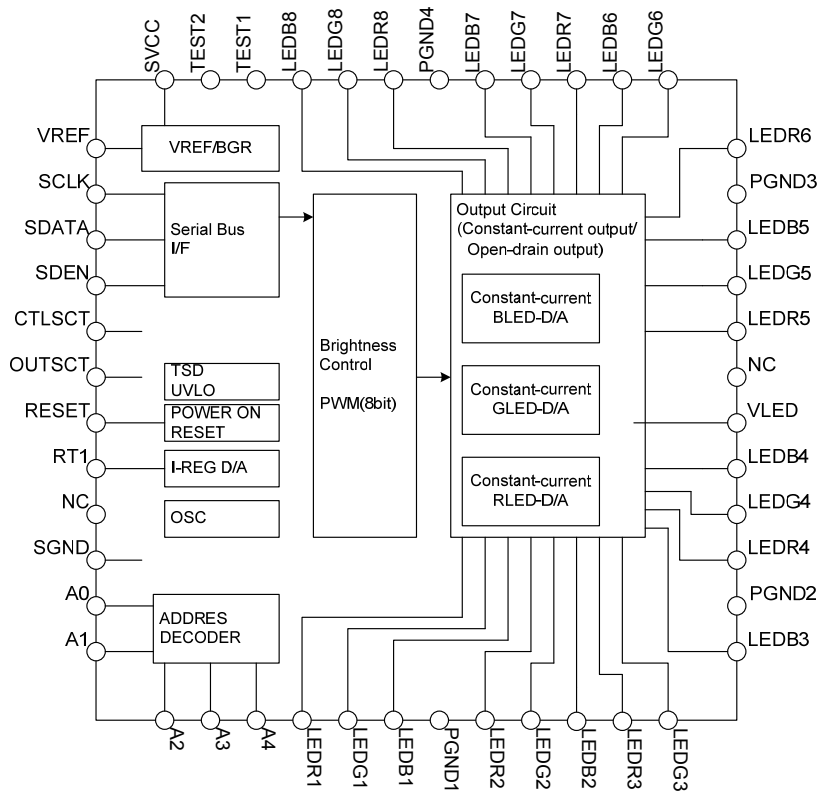 SVCC
TEST2
TEST1
LEDB8
LEDG8
LEDR8
PGND4
LEDB7
LEDG7
LEDR7
LEDB6
LEDG6
VREF
SCLK
SDATA
SDEN
CTLSCT
OUTSCT
RESET
RT1
NC
SGND
A0
A1
VREF/BGR
Serial Bus
I/F
TSD
UVLO
POWER ON
RESET
I-REG D/A
OSC
ADDRES
DECODER
Brightness
Control
PWM(8bit)
Output Circuit
(Constant-current output/
Open-drain output)
Constant-current
BLED-D/A
Constant-current
GLED-D/A
Constant-current
RLED-D/A
LEDR6
PGND3
LEDB5
LEDG5
LEDR5
NC
VLED
LEDB4
LEDG4
LEDR4
PGND2
LEDB3
A2
A3
A4
LEDR1
LEDG1
LEDB1
PGND1
LEDR2
LEDG2
LEDB2
LEDR3
LEDG3